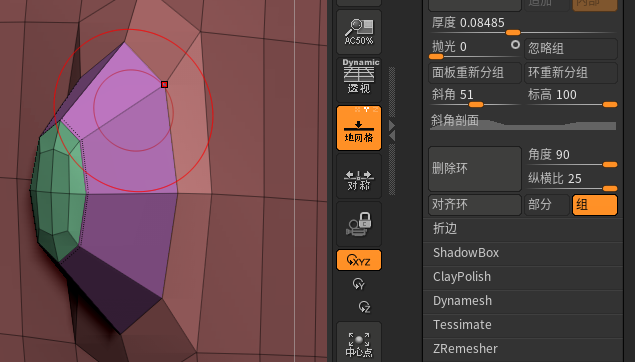 追加 内部
厚度 0.08485
抛光 0 忽略组
面板重新分组 环重新分组
斜角 51 标高 100
斜角剖面
删除环 角度 90
纵横比 25
对齐环 部分 组
折边
ShadowBox
ClayPolish
Dynamesh
Tessimate
ZRemesher
AC50%
Dynamic
透视
地网格
对称
XYZ
Y
Z
中心点